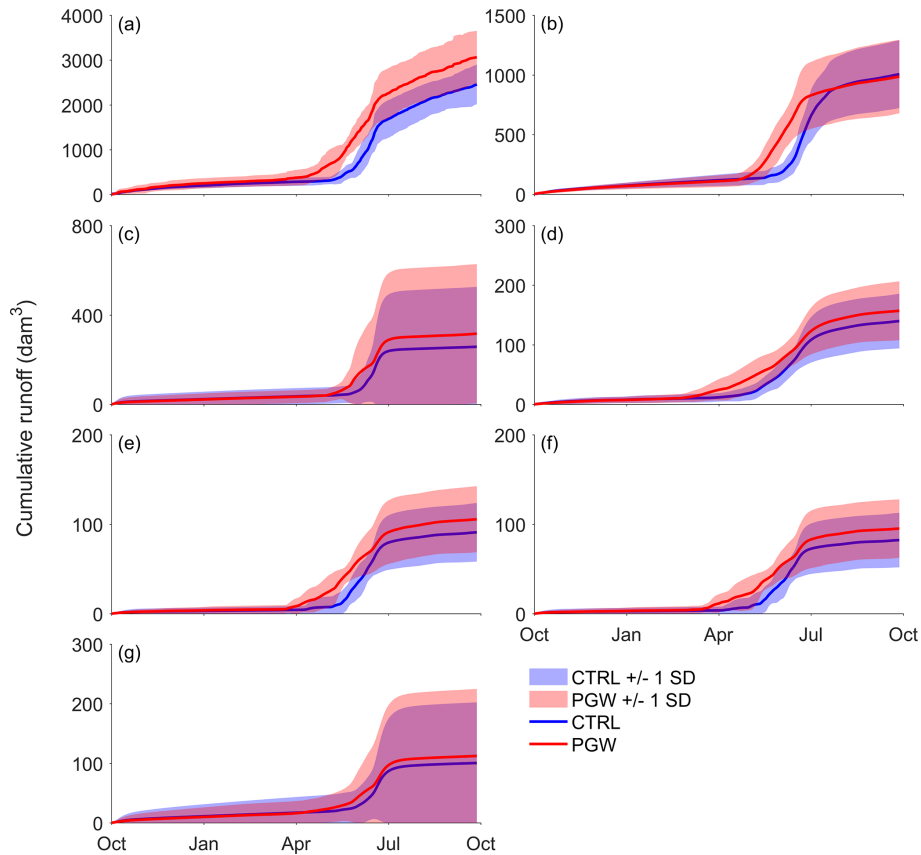 (a)
4000
3000
2000
1000
0
(b)
1500
1000
500
0
(c)
800
400
0
(d)
300
200
100
0
Cumulative runoff (dam³)
(e)
200
100
0
(f)
200
100
0
Oct Jan Apr Jul Oct
(g)
300
200
100
0
Oct Jan Apr Jul Oct
CTRL +/- 1 SD
PGW +/- 1 SD
CTRL
PGW